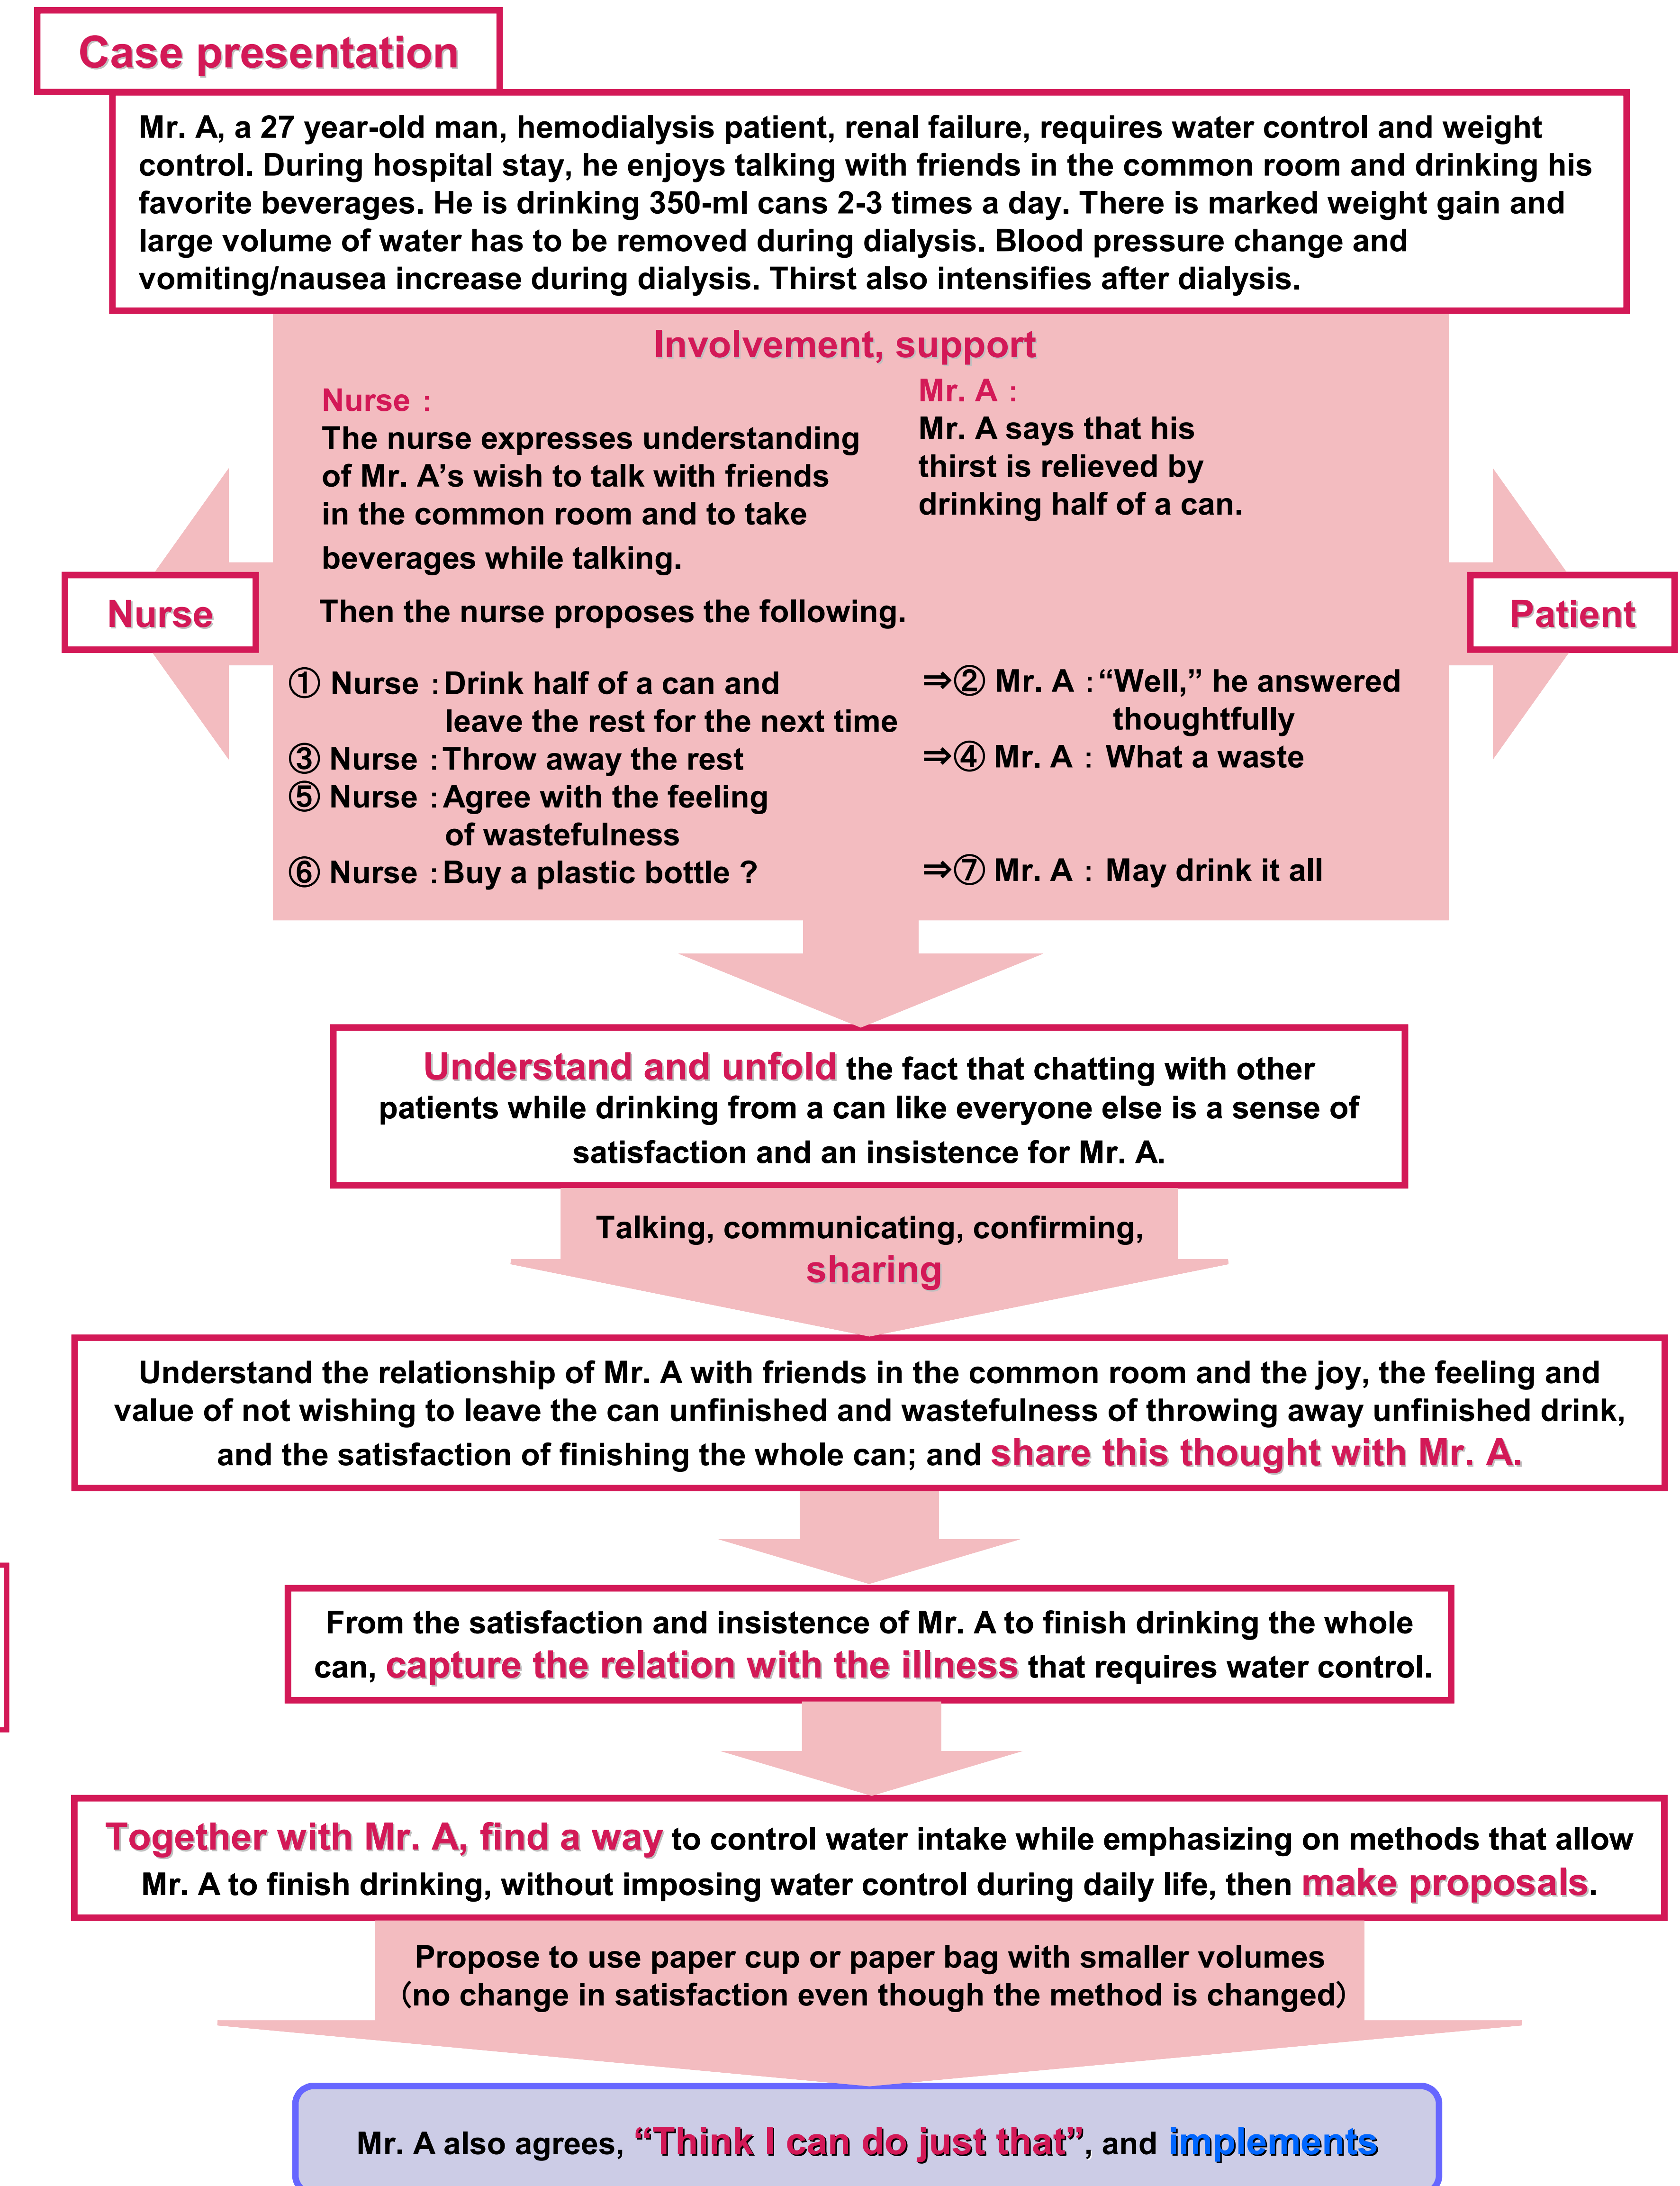 Case presentation
Mr. A, a 27 year-old man, hemodialysis patient, renal failure, requires water control and weight
control. During hospital stay, he enjoys talking with friends in the common room and drinking his
favorite beverages. He is drinking 350-ml cans 2-3 times a day. There is marked weight gain and
large volume of water has to be removed during dialysis. Blood pressure change and
vomiting/nausea increase during dialysis. Thirst also intensifies after dialysis.
Involvement, support
Nurse：
The nurse expresses understanding
of Mr. A’s wish to talk with friends
in the common room and to take
beverages while talking.
Mr. A：
Mr. A says that his
thirst is relieved by
drinking half of a can.
Nurse
Patient
Then the nurse proposes the following.
① Nurse：Drink half of a can and
leave the rest for the next time
⇒② Mr. A：“Well,” he answered
thoughtfully
③ Nurse：Throw away the rest
⇒④ Mr. A： What a waste
⑤ Nurse：Agree with the feeling
of wastefulness
⑥ Nurse：Buy a plastic bottle ?
⇒⑦ Mr. A： May drink it all
Understand and unfold the fact that chatting with other
patients while drinking from a can like everyone else is a sense of
satisfaction and an insistence for Mr. A.
Talking, communicating, confirming,
sharing
Understand the relationship of Mr. A with friends in the common room and the joy, the feeling and
value of not wishing to leave the can unfinished and wastefulness of throwing away unfinished drink,
and the satisfaction of finishing the whole can; and share this thought with Mr. A.
From the satisfaction and insistence of Mr. A to finish drinking the whole
can, capture the relation with the illness that requires water control.
Together with Mr. A, find a way to control water intake while emphasizing on methods that allow
Mr. A to finish drinking, without imposing water control during daily life, then make proposals.
Propose to use paper cup or paper bag with smaller volumes
（no change in satisfaction even though the method is changed）
Mr. A also agrees, “Think I can do just that”, and implements